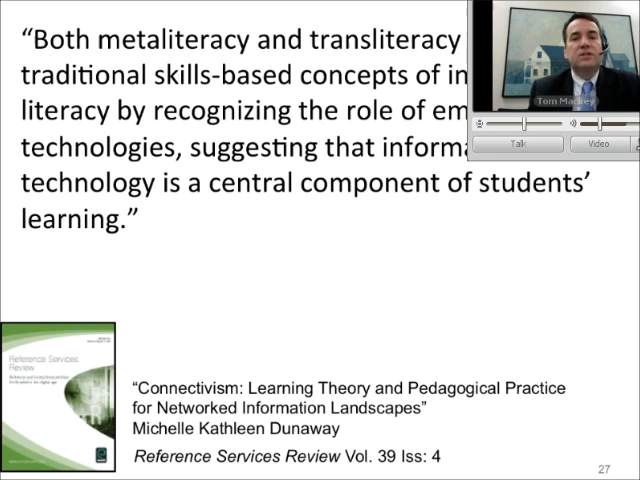 “Both metaliteracy and transliteracy
traditional skills-based concepts of in
literacy by recognizing the role of em
technologies, suggesting that informa
technology is a central component of students’
learning.”
Tom Mackey
Talk
Video
Reference Services
Review
“Connectivism: Learning Theory and Pedagogical Practice
for Networked Information Landscapes”
Michelle Kathleen Dunaway
Reference Services Review Vol. 39 Iss: 4
27